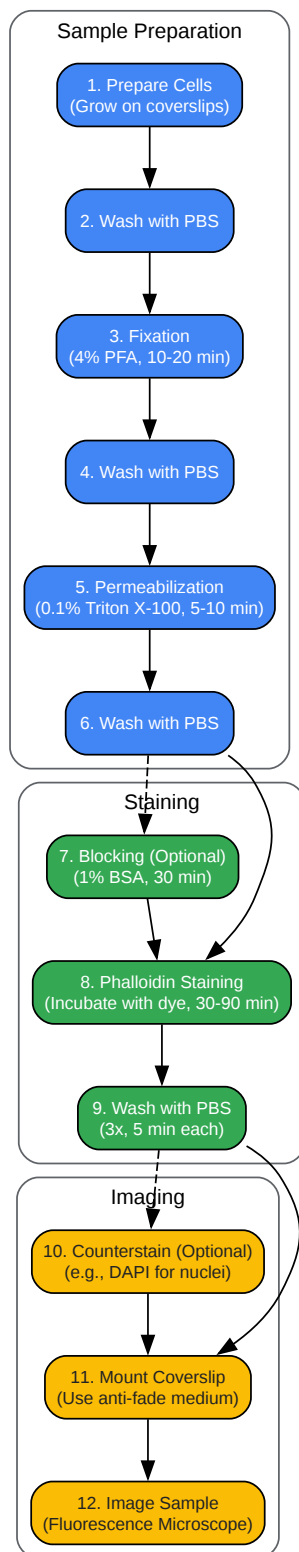 Sample Preparation
1. Prepare Cells
(Grow on coverslips)
2. Wash with PBS
3. Fixation
(4% PFA, 10-20 min)
4. Wash with PBS
5. Permeabilization
(0.1% Triton X-100, 5-10 min)
6. Wash with PBS
Staining
7. Blocking (Optional)
(1% BSA, 30 min)
8. Phalloidin Staining
(Incubate with dye, 30-90 min)
9. Wash with PBS
(3x, 5 min each)
Imaging
10. Counterstain (Optional)
(e.g., DAPI for nuclei)
11. Mount Coverslip
(Use anti-fade medium)
12. Image Sample
(Fluorescence Microscope)